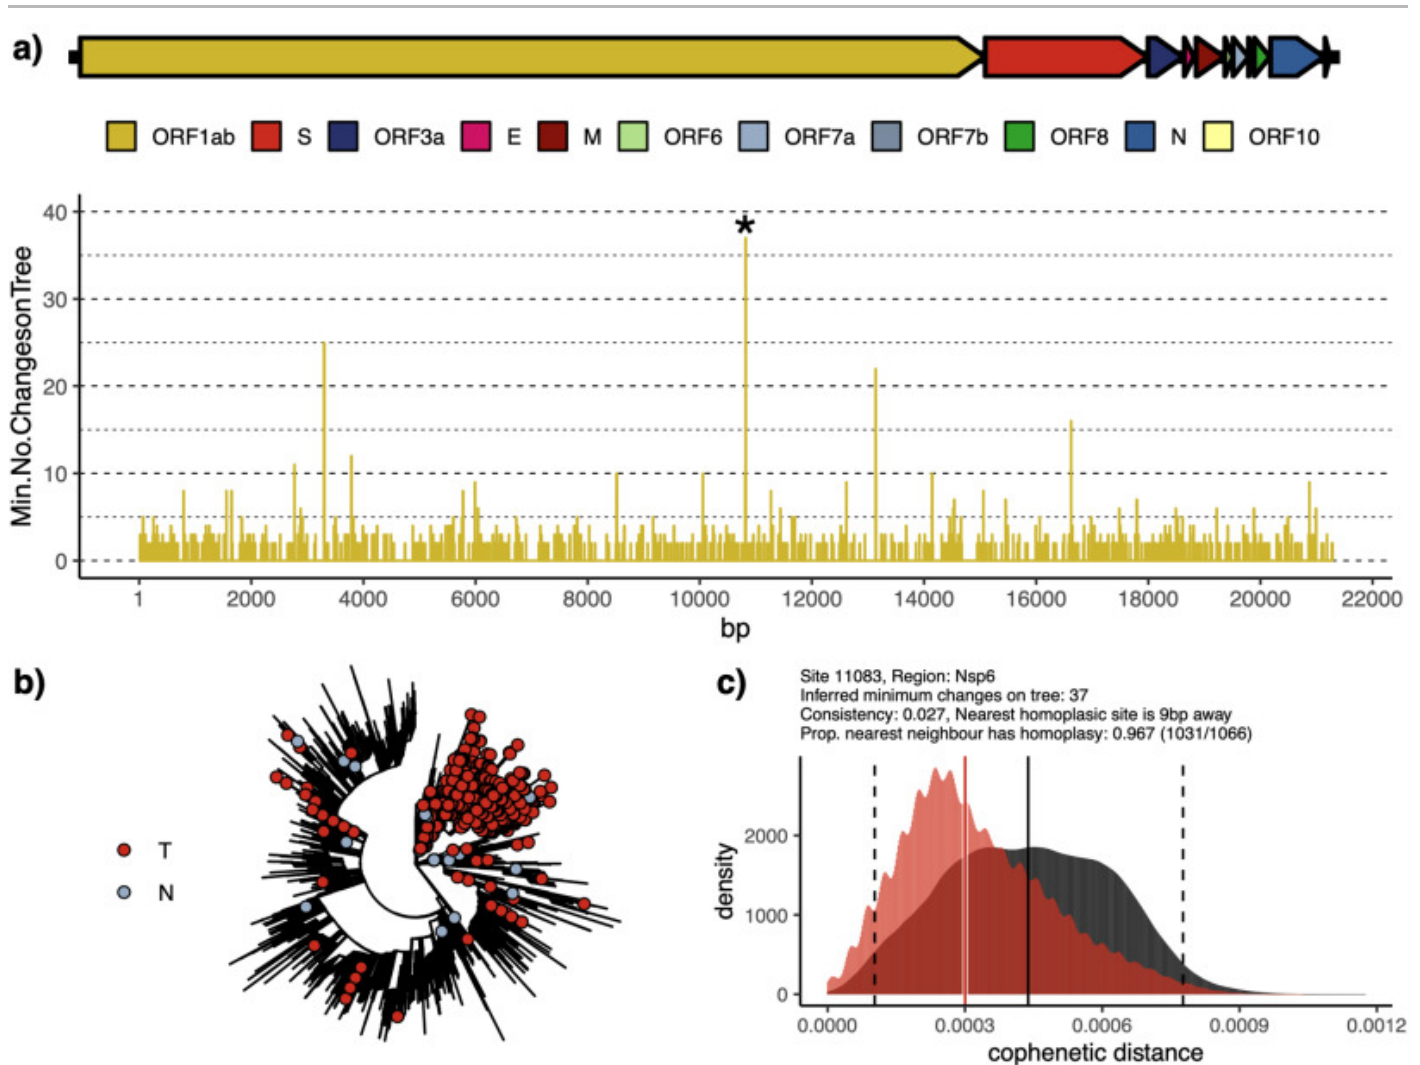 a)
ORF1ab S ORF3a E M ORF6 ORF7a ORF7b ORF8 N ORF10
Min.No.ChangesonTree
40
30
20
10
0
*
1 2000 4000 6000 8000 10000 12000 14000 16000 18000 20000 22000
bp
b)
T
N
c)
Site 11083, Region: Nsp6
Inferred minimum changes on tree: 37
Consistency: 0.027, Nearest homoplasic site is 9bp away
Prop. nearest neighbour has homoplasy: 0.967 (1031/1066)
density
2000
1000
0
0.0000 0.0003 0.0006 0.0009 0.0012
cophenetic distance